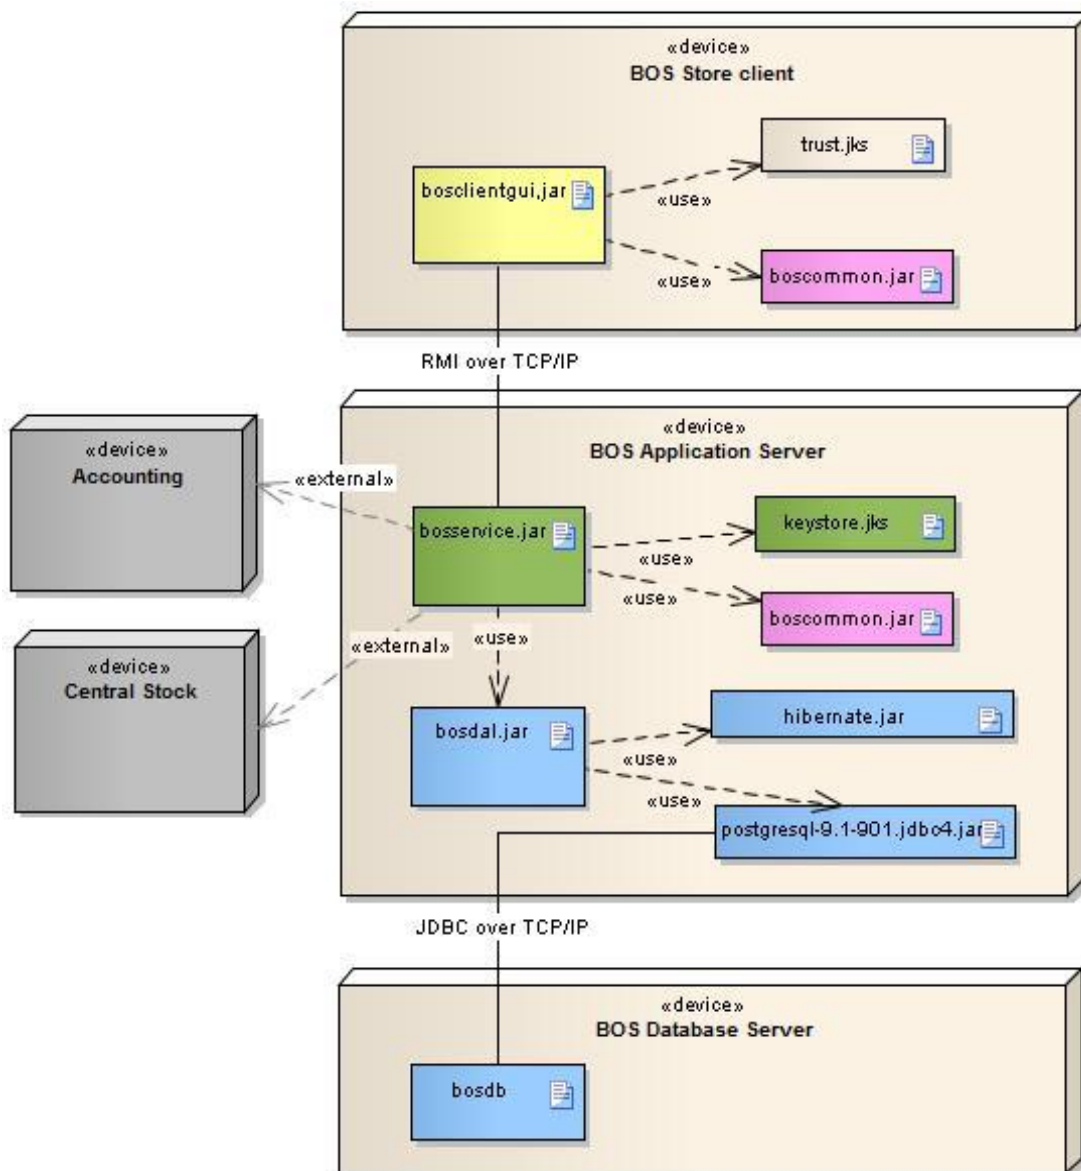 «device»
BOS Store client
trust.jks
bosclientgui,jar
«use»
boscommon.jar
«use»
RMI over TCP/IP
«device»
BOS Application Server
«device»
Accounting
«external»
bosservice.jar
keystore.jks
«use»
boscommon.jar
«use»
«external»
«use»
«device»
Central Stock
bosdal.jar
hibernate.jar
«use»
«use»
postgresql-9.1-901.jdbc4.jar
JDBC over TCP/IP
«device»
BOS Database Server
bosdb